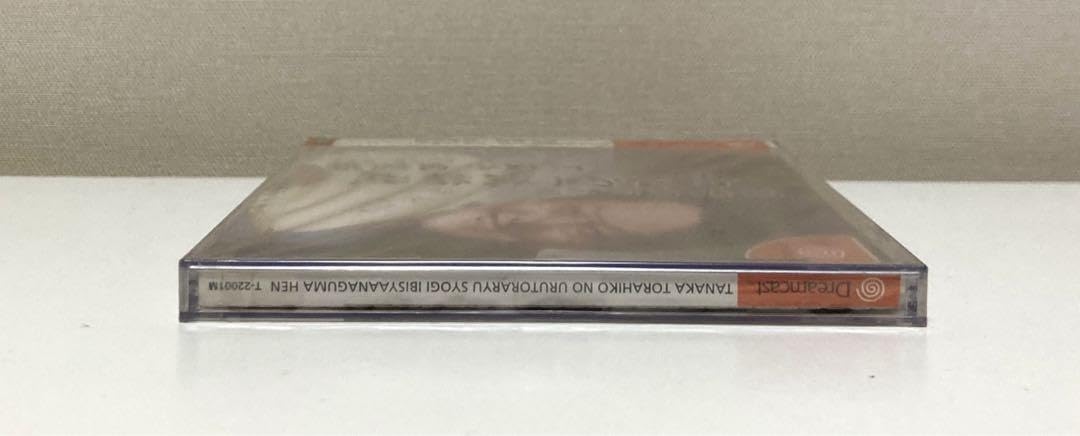 Dreamcast TANAKA TORAHIKO NO URUTORARYU SYOGI IBISYAANAGUMA HEN T-22001M